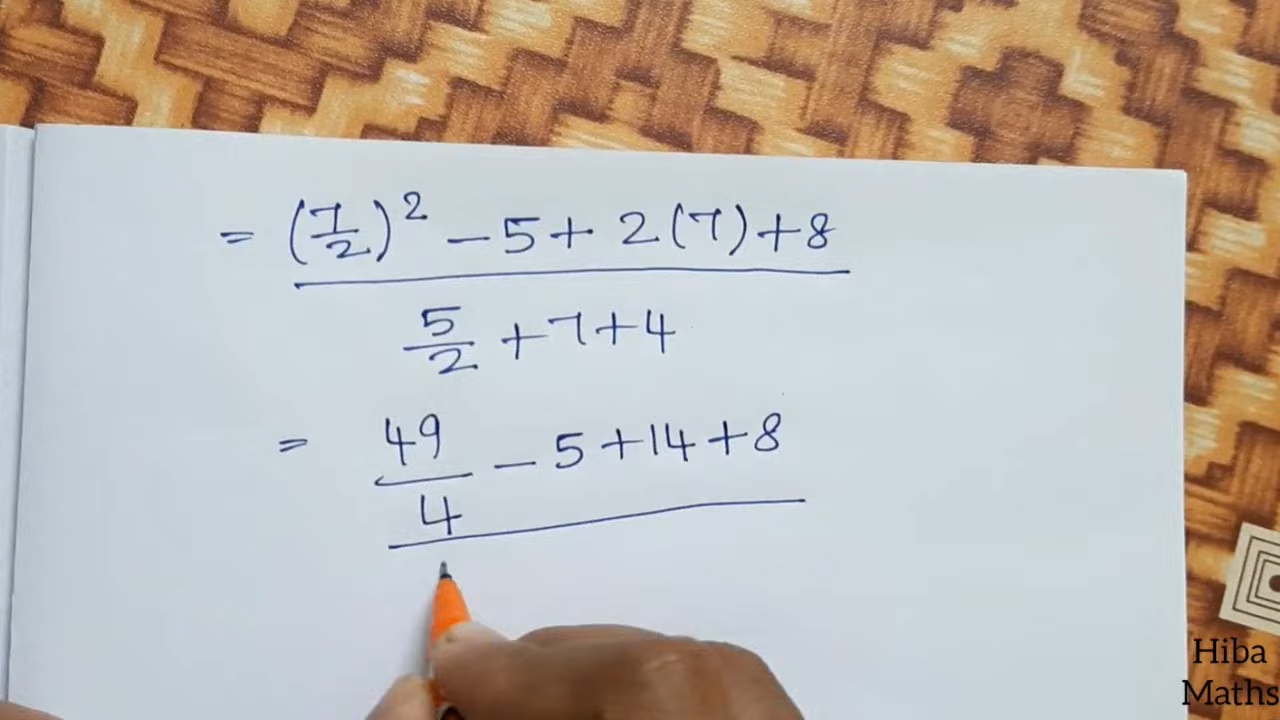 = (7/2)² - 5 + 2(7) + 8
5/2 + 7 + 4
= 49/4 - 5 + 14 + 8
Hiba
Maths